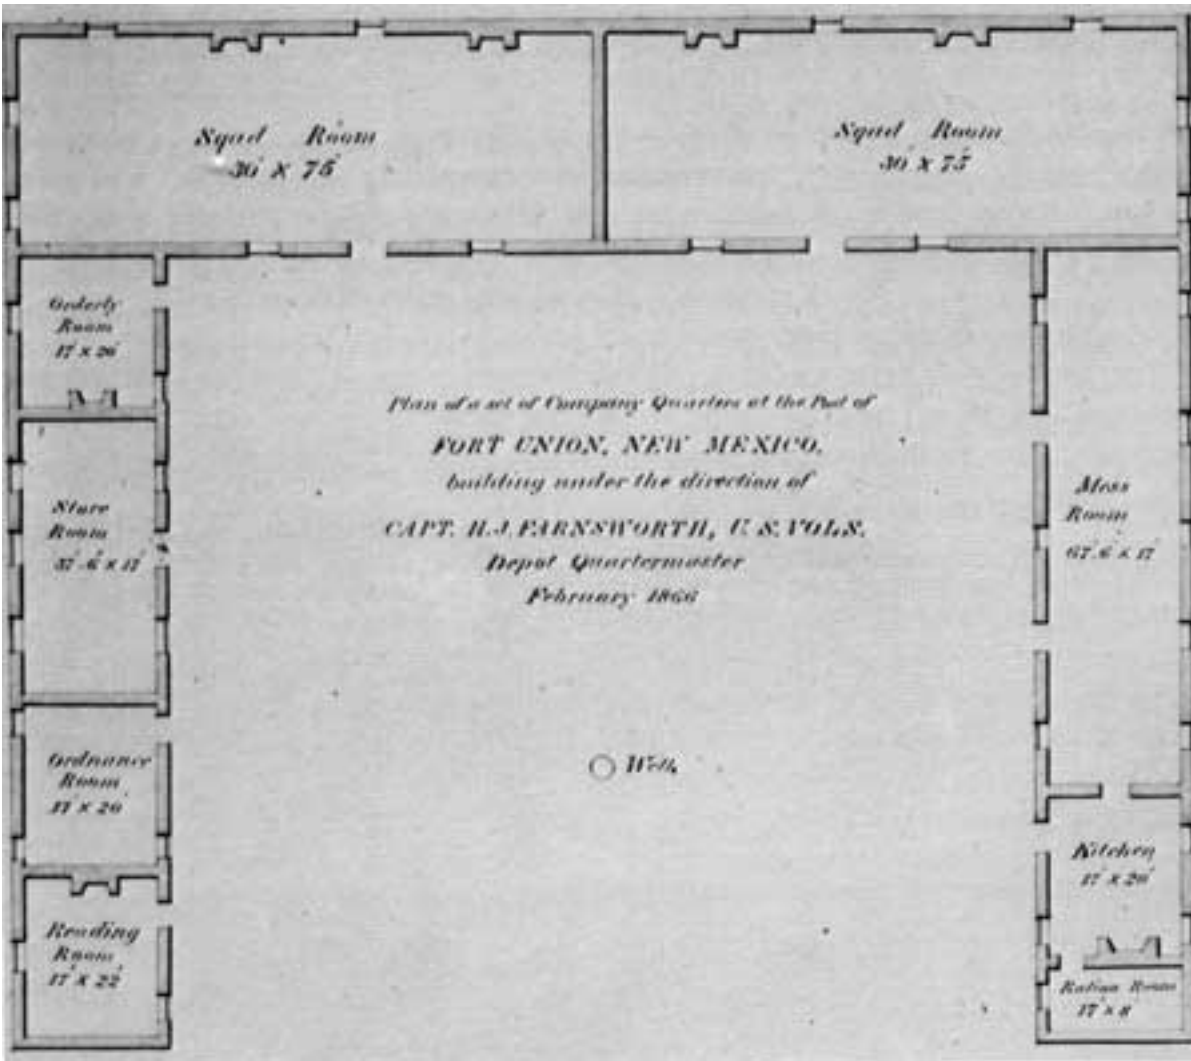 Squad Room
30' X 75'
Squad Room
30' X 75'
Orderly
Room
17' X 20'
Store
Room
37'.6" X 17'
Ordnance
Room
17' X 20'
Reading
Room
17' X 22'
Plan of a set of Company Quarters at the Post of
FORT UNION, NEW MEXICO.
building under the direction of
CAPT. H.J. FARNSWORTH, U.S. VOLS.
Depot Quartermaster
February 1866
Well.
Mess
Room
67'.6" X 17'
Kitchen
17' X 20'
Ration Room
17' X 8'